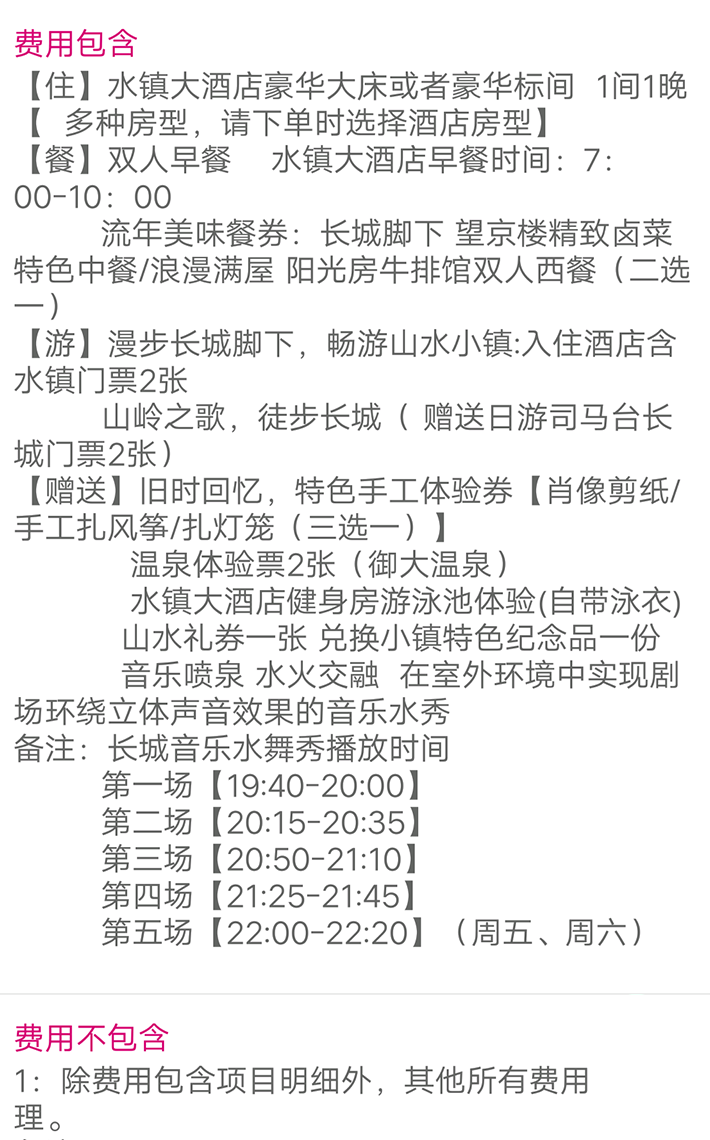 费用包含
【住】水镇大酒店豪华大床或者豪华标间 1间1晚
【 多种房型，请下单时选择酒店房型】
【餐】双人早餐 水镇大酒店早餐时间：7：
00-10：00
流年美味餐券：长城脚下 望京楼精致卤菜
特色中餐/浪漫满屋 阳光房牛排馆双人西餐（二选
一）
【游】漫步长城脚下，畅游山水小镇:入住酒店含
水镇门票2张
山岭之歌，徒步长城（ 赠送日游司马台长
城门票2张）
【赠送】旧时回忆，特色手工体验券【肖像剪纸/
手工扎风筝/扎灯笼（三选一）】
温泉体验票2张（御大温泉）
水镇大酒店健身房游泳池体验(自带泳衣)
山水礼券一张 兑换小镇特色纪念品一份
音乐喷泉 水火交融 在室外环境中实现剧
场环绕立体声音效果的音乐水秀
备注：长城音乐水舞秀播放时间
第一场【19:40-20:00】
第二场【20:15-20:35】
第三场【20:50-21:10】
第四场【21:25-21:45】
第五场【22:00-22:20】（周五、周六）
费用不包含
1：除费用包含项目明细外，其他所有费用
理。